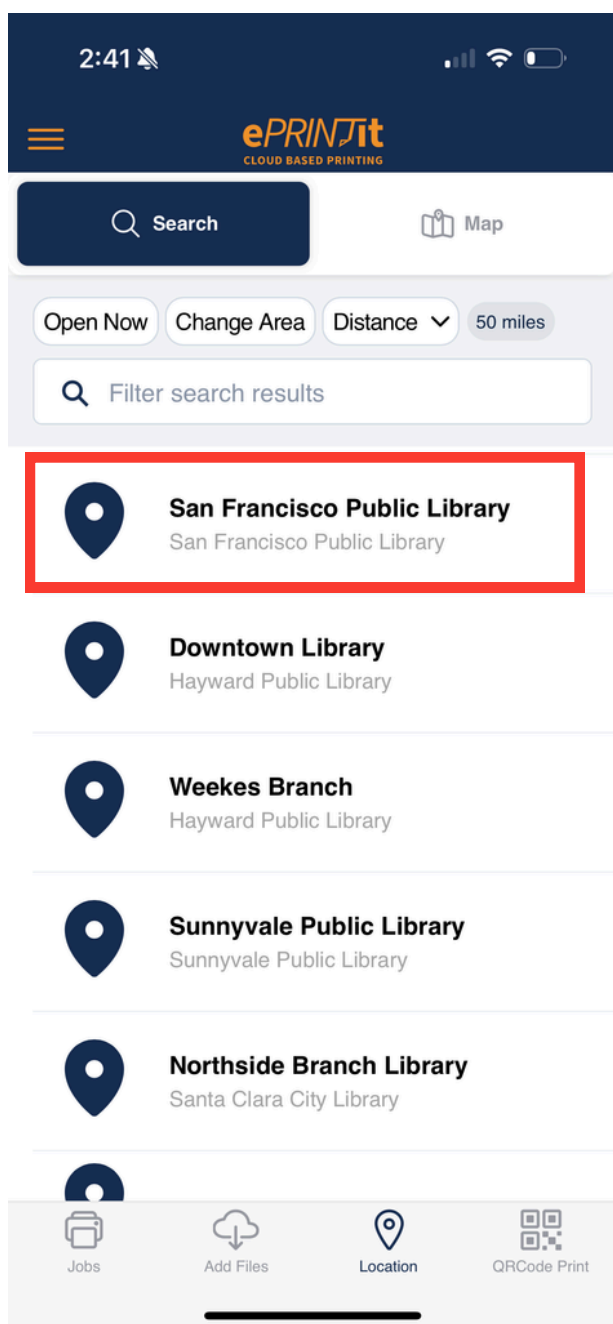 2:41
ePRINTit
CLOUD BASED PRINTING
Search
Map
Open Now
Change Area
Distance
50 miles
Filter search results
San Francisco Public Library
San Francisco Public Library
Downtown Library
Hayward Public Library
Weekes Branch
Hayward Public Library
Sunnyvale Public Library
Sunnyvale Public Library
Northside Branch Library
Santa Clara City Library
Jobs
Add Files
Location
QRCode Print